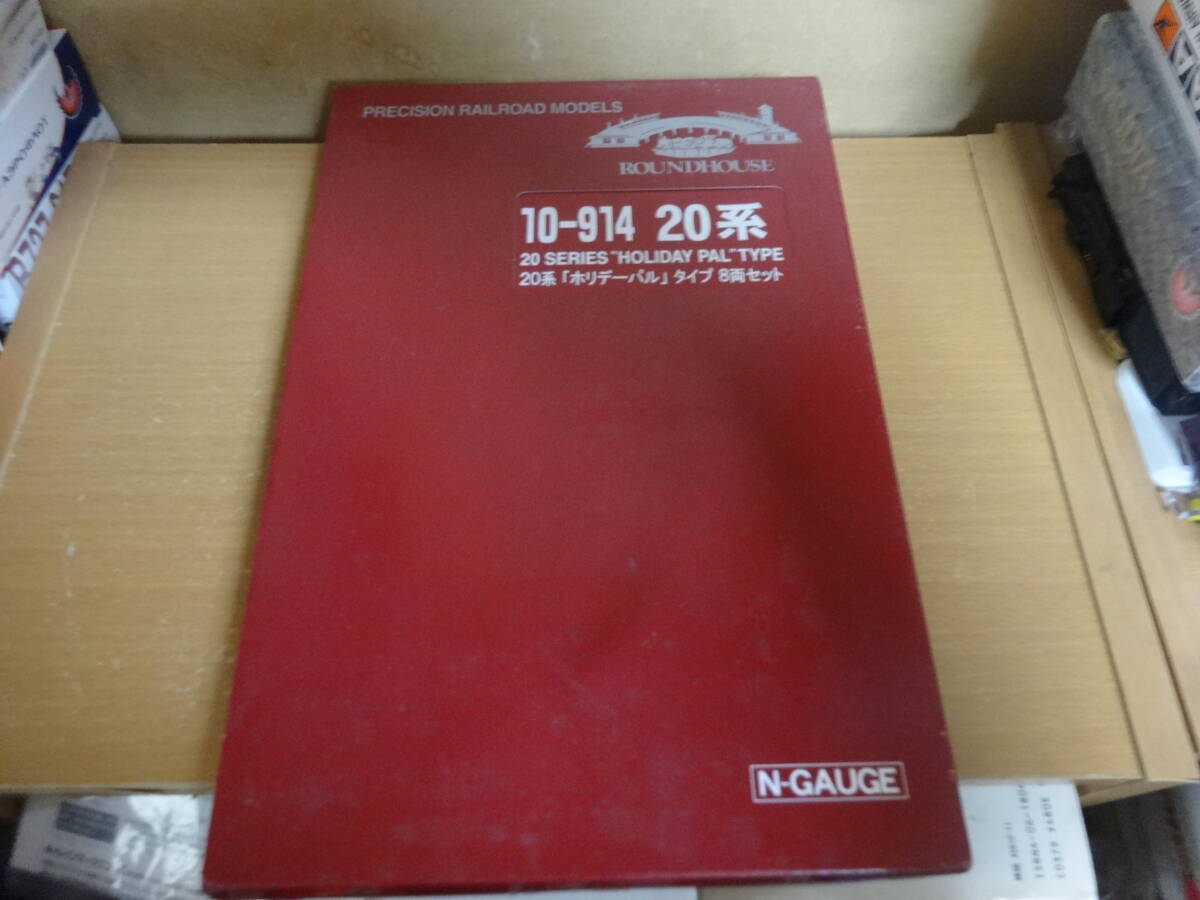 PRECISION RAILROAD MODELS
ROUNDHOUSE
10-914 20系
20 SERIES "HOLIDAY PAL" TYPE
20系「ホリデーパル」タイプ 8両セット
N-GAUGE